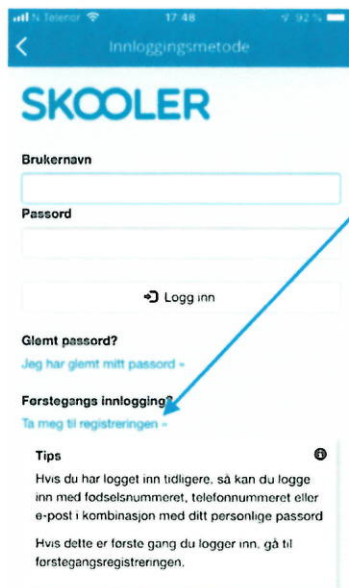 N Telenor 17:48 92 %
Innloggingsmetode
SKOOLER
Brukernavn
Passord
Logg inn
Glemt passord?
Jeg har glemt mitt passord »
Førstegangs innlogging?
Ta meg til registreringen »
Tips
Hvis du har logget inn tidligere, så kan du logge
inn med fødselsnummeret, telefonnummeret eller
e-post i kombinasjon med ditt personlige passord
Hvis dette er første gang du logger inn, gå til
førstegangsregistreringen.